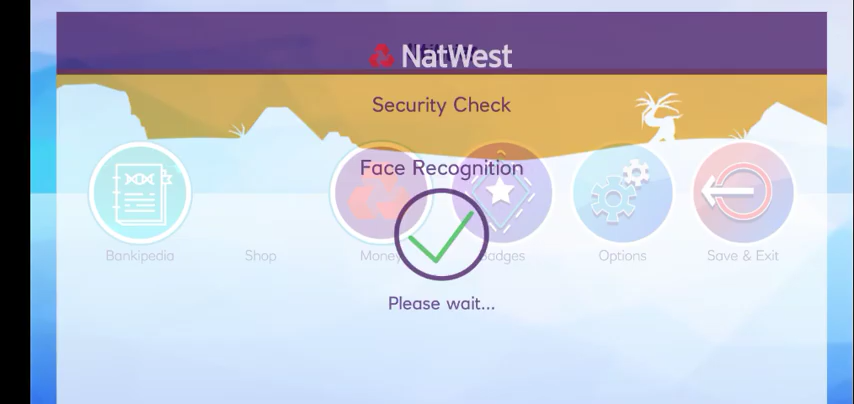 NatWest
Security Check
Face Recognition
Bankipedia
Shop
Money
Badges
Options
Save & Exit
Please wait...